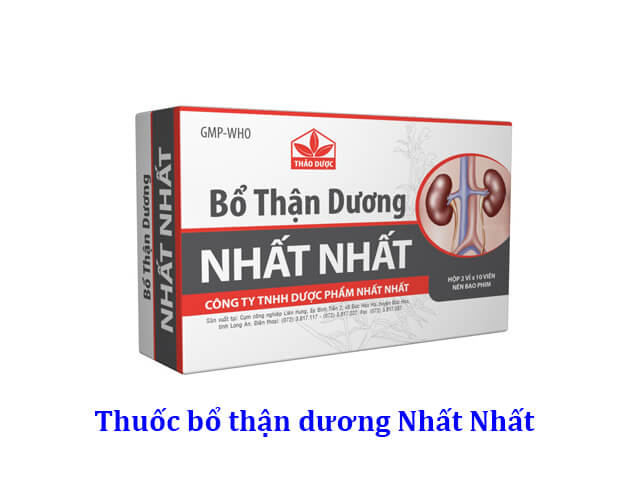 GMP-WHO
THẢO DƯỢC
Bổ Thận Dương
NHẤT NHẤT
CÔNG TY TNHH DƯỢC PHẨM NHẤT NHẤT
HỘP 2 VỈ x 10 VIÊN
NÉN BAO PHIM
Bổ Thận Dương
NHẤT NHẤT
Thuốc bổ thận dương Nhất Nhất